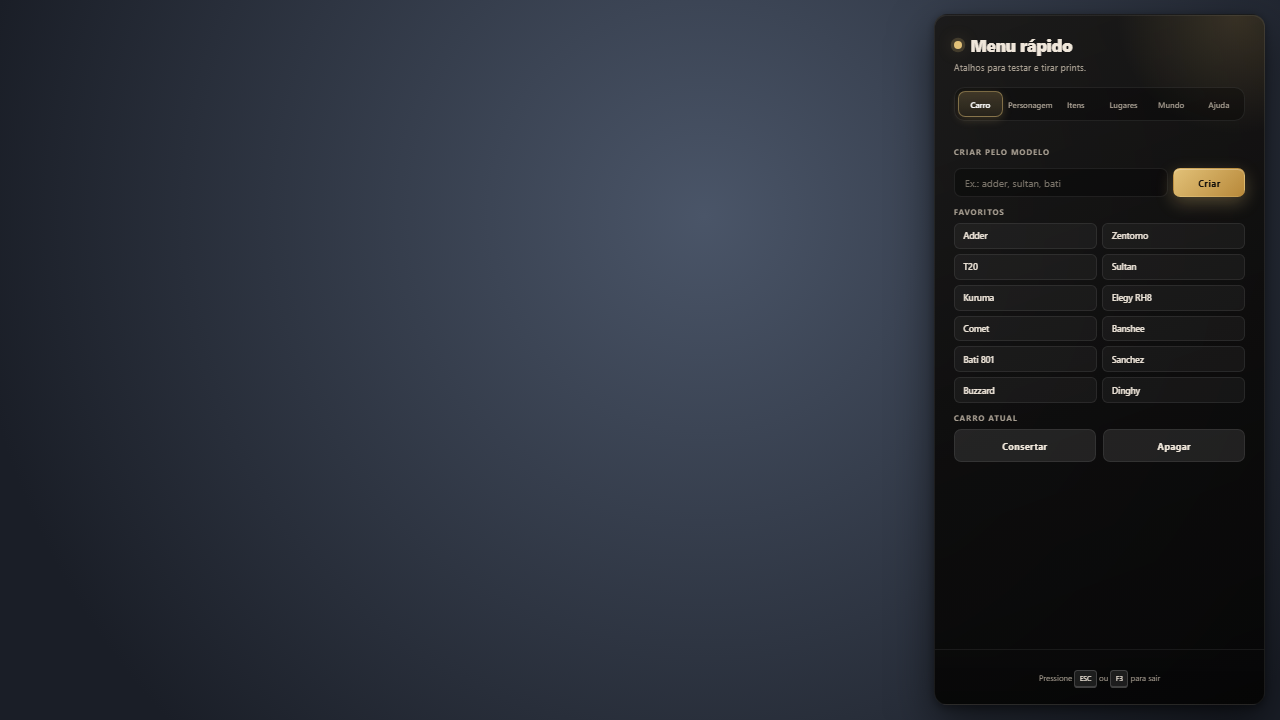 Menu rápido
Atalhos para testar e tirar prints.
Carro Personagem Itens Lugares Mundo Ajuda
CRIAR PELO MODELO
Ex.: adder, sultan, bati Criar
FAVORITOS
Adder Zentorno
T20 Sultan
Kuruma Elegy RH8
Comet Banshee
Bati 801 Sanchez
Buzzard Dinghy
CARRO ATUAL
Consertar Apagar
Pressione ESC ou F3 para sair